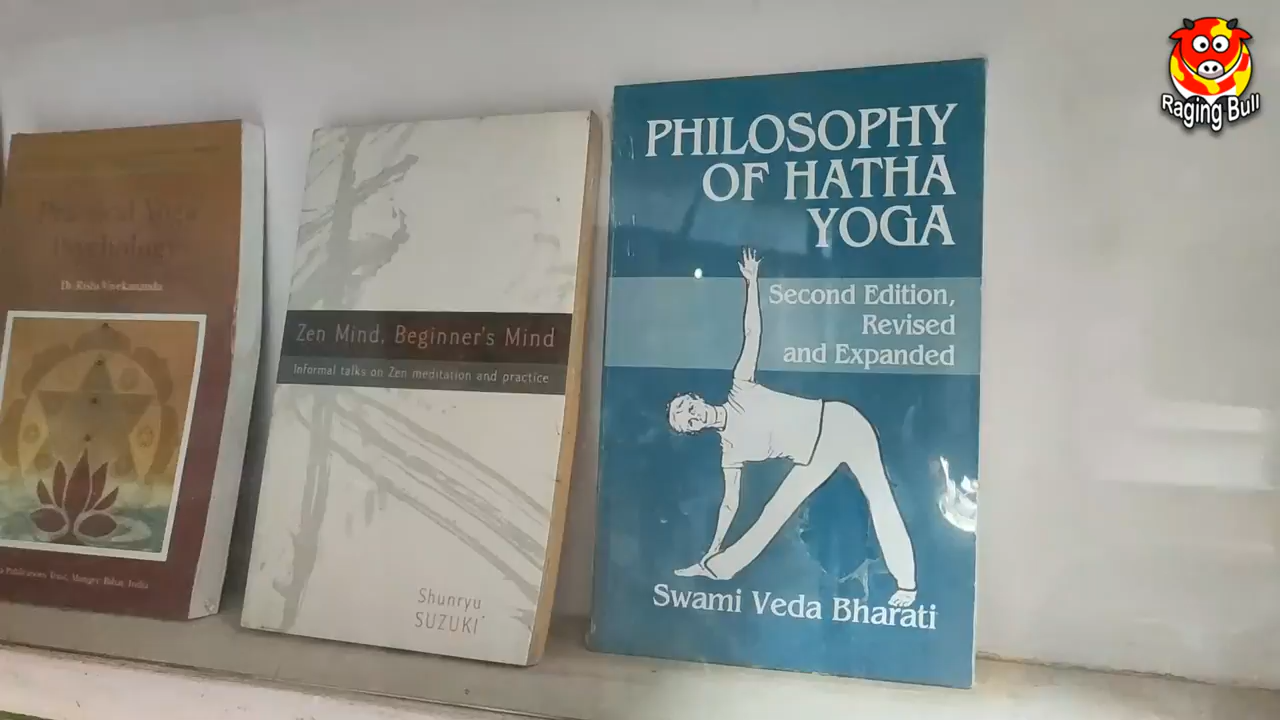 Practical Yoga
Psychology
Dr. Rishi Vivekananda
Publications Trust, Munger, Bihar, India
Zen Mind, Beginner's Mind
Informal talks on Zen meditation and practice
Shunryu
SUZUKI
PHILOSOPHY
OF HATHA
YOGA
Second Edition,
Revised
and Expanded
Swami Veda Bharati
Raging Bull